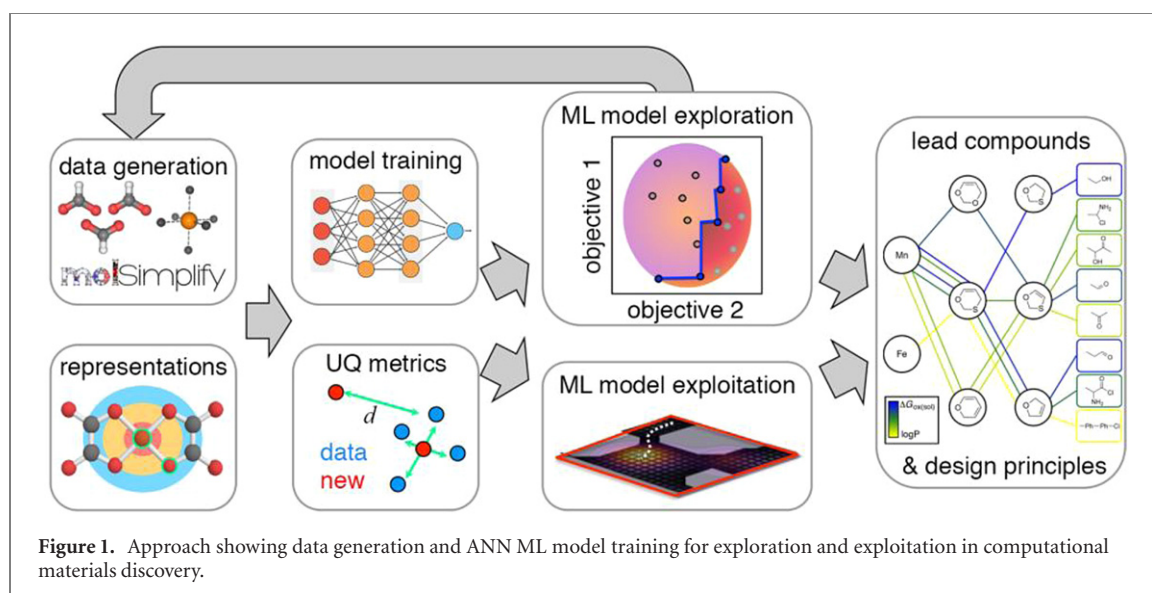 data generation
molSimplify
representations
model training
UQ metrics
d
data
new
ML model exploration
objective 1
objective 2
ML model exploitation
lead compounds
Mn
Fe
O
O
O
S
O
S
O
S
O
O
OH
NH₂
Cl
O
OH
O
O
O
O
Cl
NH₂
–Ph–Ph–Cl
ΔGox(sol)
logP
& design principles
Figure 1. Approach showing data generation and ANN ML model training for exploration and exploitation in computational
materials discovery.